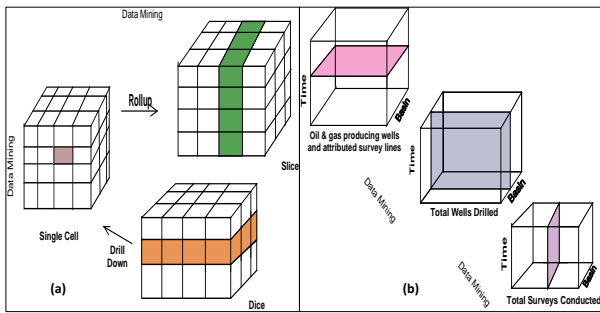 Data Mining
Rollup
Slice
Data Mining
Single Cell
Drill
Down
Dice
(a)
Time
Basin
Oil & gas producing wells
and attributed survey lines
Data Mining
Time
Basin
Total Wells Drilled
Data Mining
Time
Basin
Total Surveys Conducted
(b)